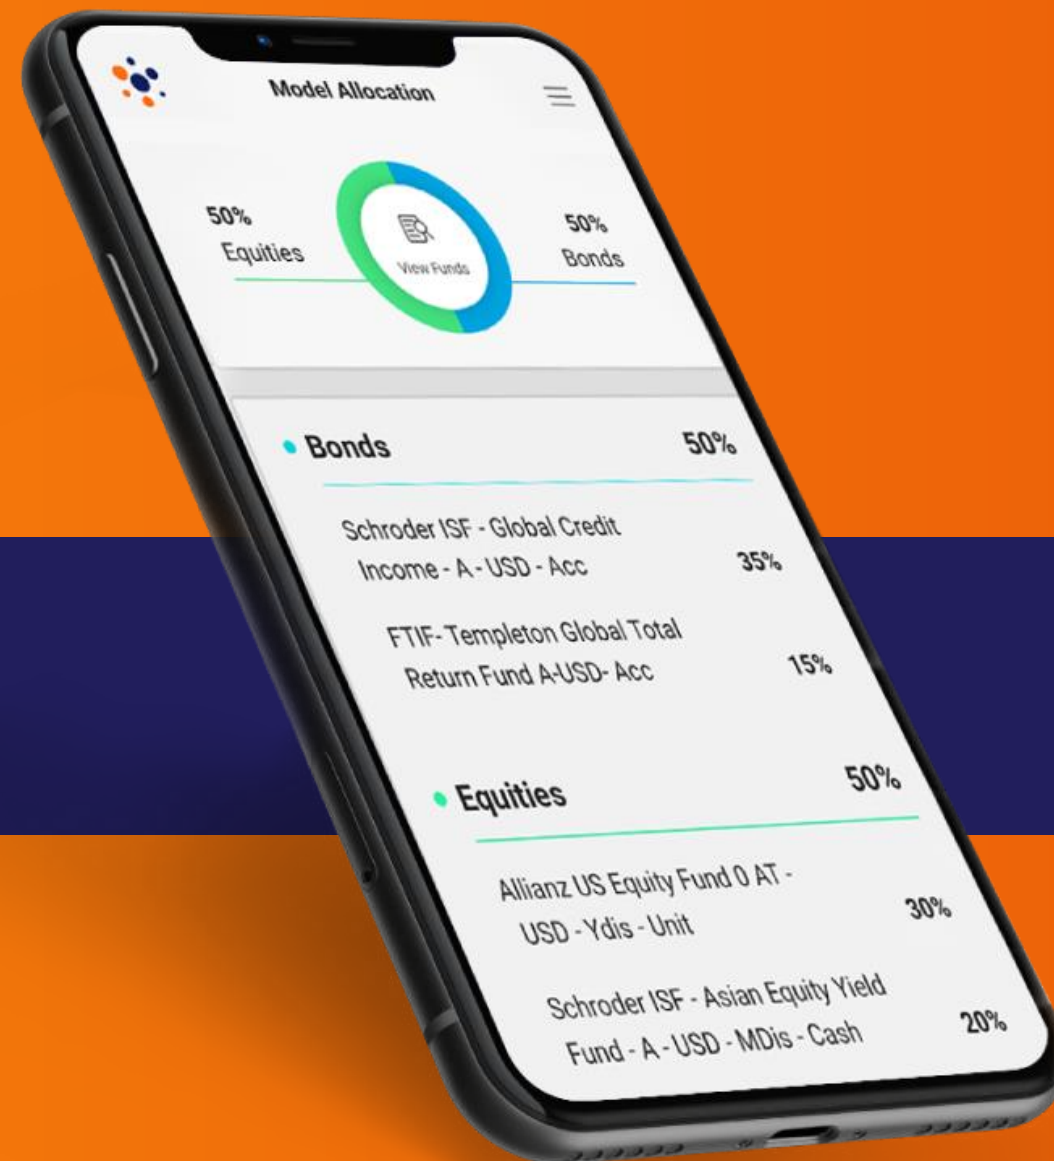 Model Allocation
50%
Equities
View Funds
50%
Bonds
Bonds 50%
Schroder ISF - Global Credit
Income - A - USD - Acc 35%
FTIF- Templeton Global Total
Return Fund A-USD- Acc 15%
Equities 50%
Allianz US Equity Fund 0 AT -
USD - Ydis - Unit 30%
Schroder ISF - Asian Equity Yield
Fund - A - USD - MDis - Cash 20%